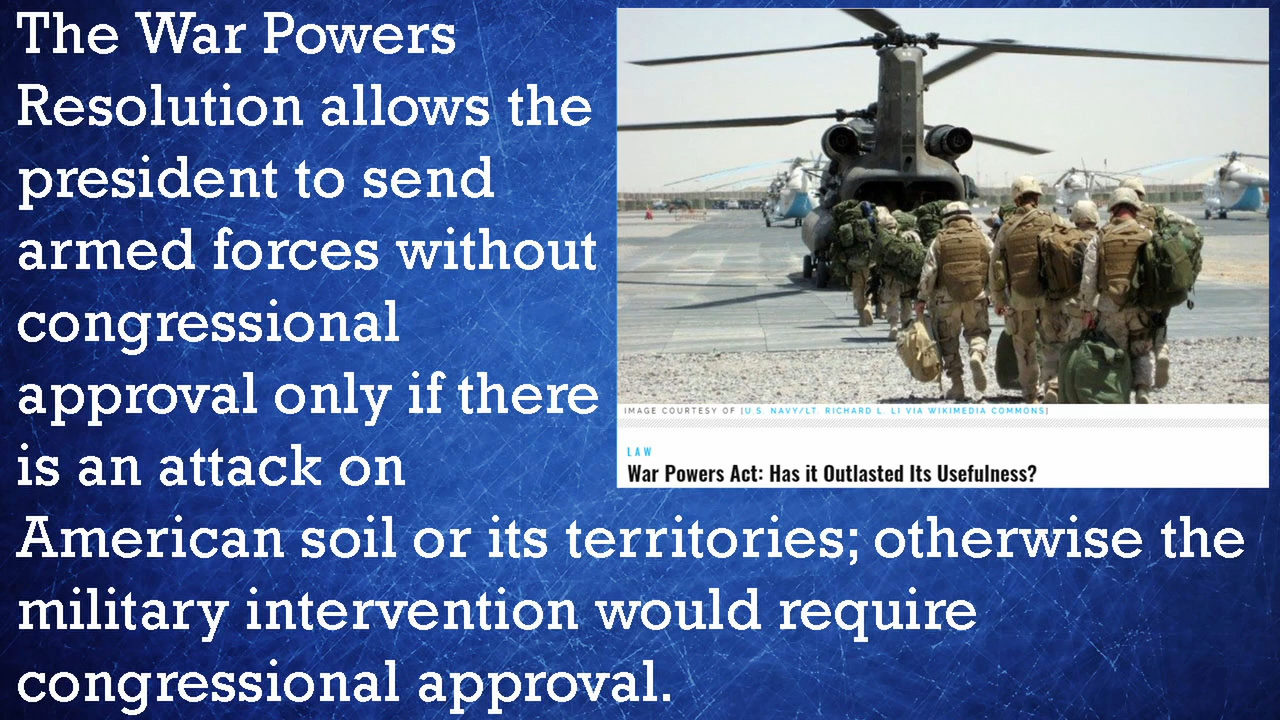 The War Powers
Resolution allows the
president to send
armed forces without
congressional
approval only if there
is an attack on
American soil or its territories; otherwise the
military intervention would require
congressional approval.
IMAGE COURTESY OF [U.S. NAVY/LT. RICHARD L. LI VIA WIKIMEDIA COMMONS]
LAW
War Powers Act: Has it Outlasted Its Usefulness?